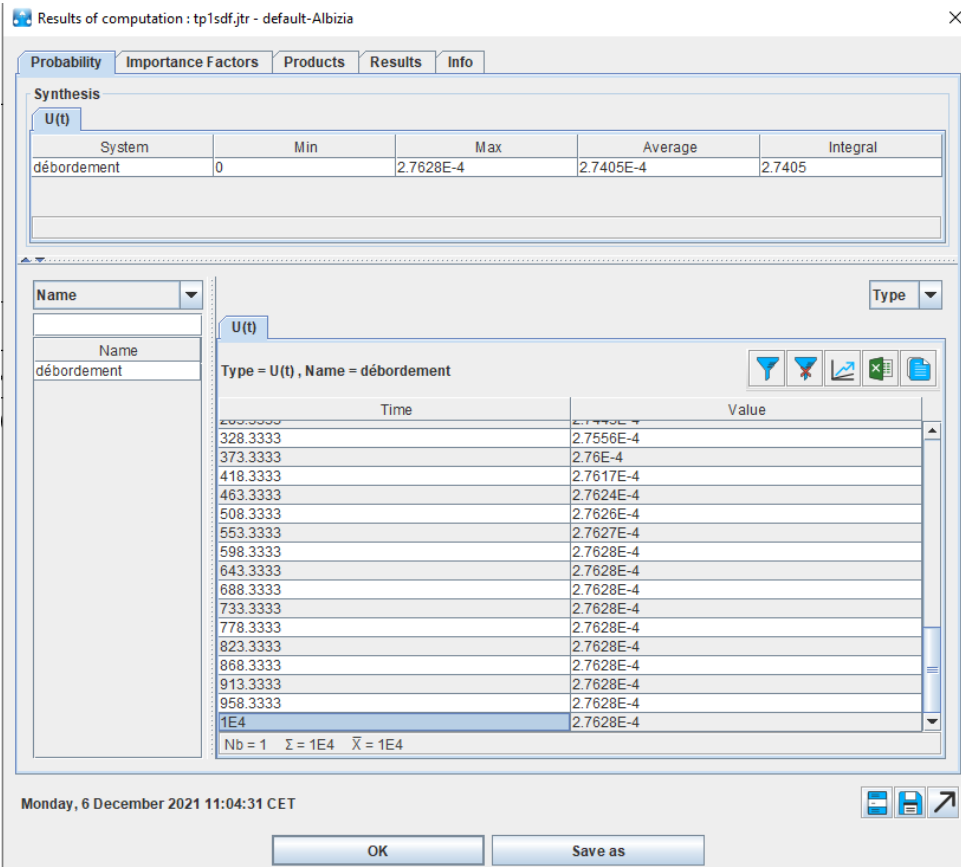 Results of computation : tp1sdf.jtr - default-Albizia
Probability Importance Factors Products Results Info
Synthesis
U(t)
System Min Max Average Integral
débordement 0 2.7628E-4 2.7405E-4 2.7405
Name
Type
U(t)
Name
débordement
Type = U(t) , Name = débordement
Time Value
328.3333 2.7556E-4
373.3333 2.76E-4
418.3333 2.7617E-4
463.3333 2.7624E-4
508.3333 2.7626E-4
553.3333 2.7627E-4
598.3333 2.7628E-4
643.3333 2.7628E-4
688.3333 2.7628E-4
733.3333 2.7628E-4
778.3333 2.7628E-4
823.3333 2.7628E-4
868.3333 2.7628E-4
913.3333 2.7628E-4
958.3333 2.7628E-4
1E4 2.7628E-4
Nb = 1 Σ = 1E4 X̅ = 1E4
Monday, 6 December 2021 11:04:31 CET
OK Save as